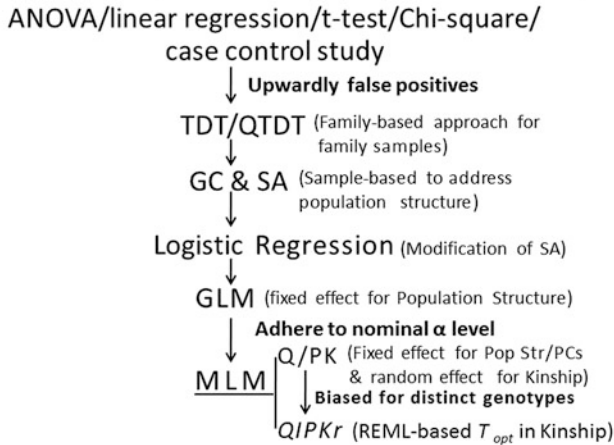 ANOVA/linear regression/t-test/Chi-square/
case control study
Upwardly false positives
TDT/QTDT (Family-based approach for
family samples)
GC & SA (Sample-based to address
population structure)
Logistic Regression (Modification of SA)
GLM (fixed effect for Population Structure)
Adhere to nominal α level
Q/PK (Fixed effect for Pop Str/PCs
& random effect for Kinship)
MLM
Biased for distinct genotypes
QIPKr (REML-based T opt in Kinship)